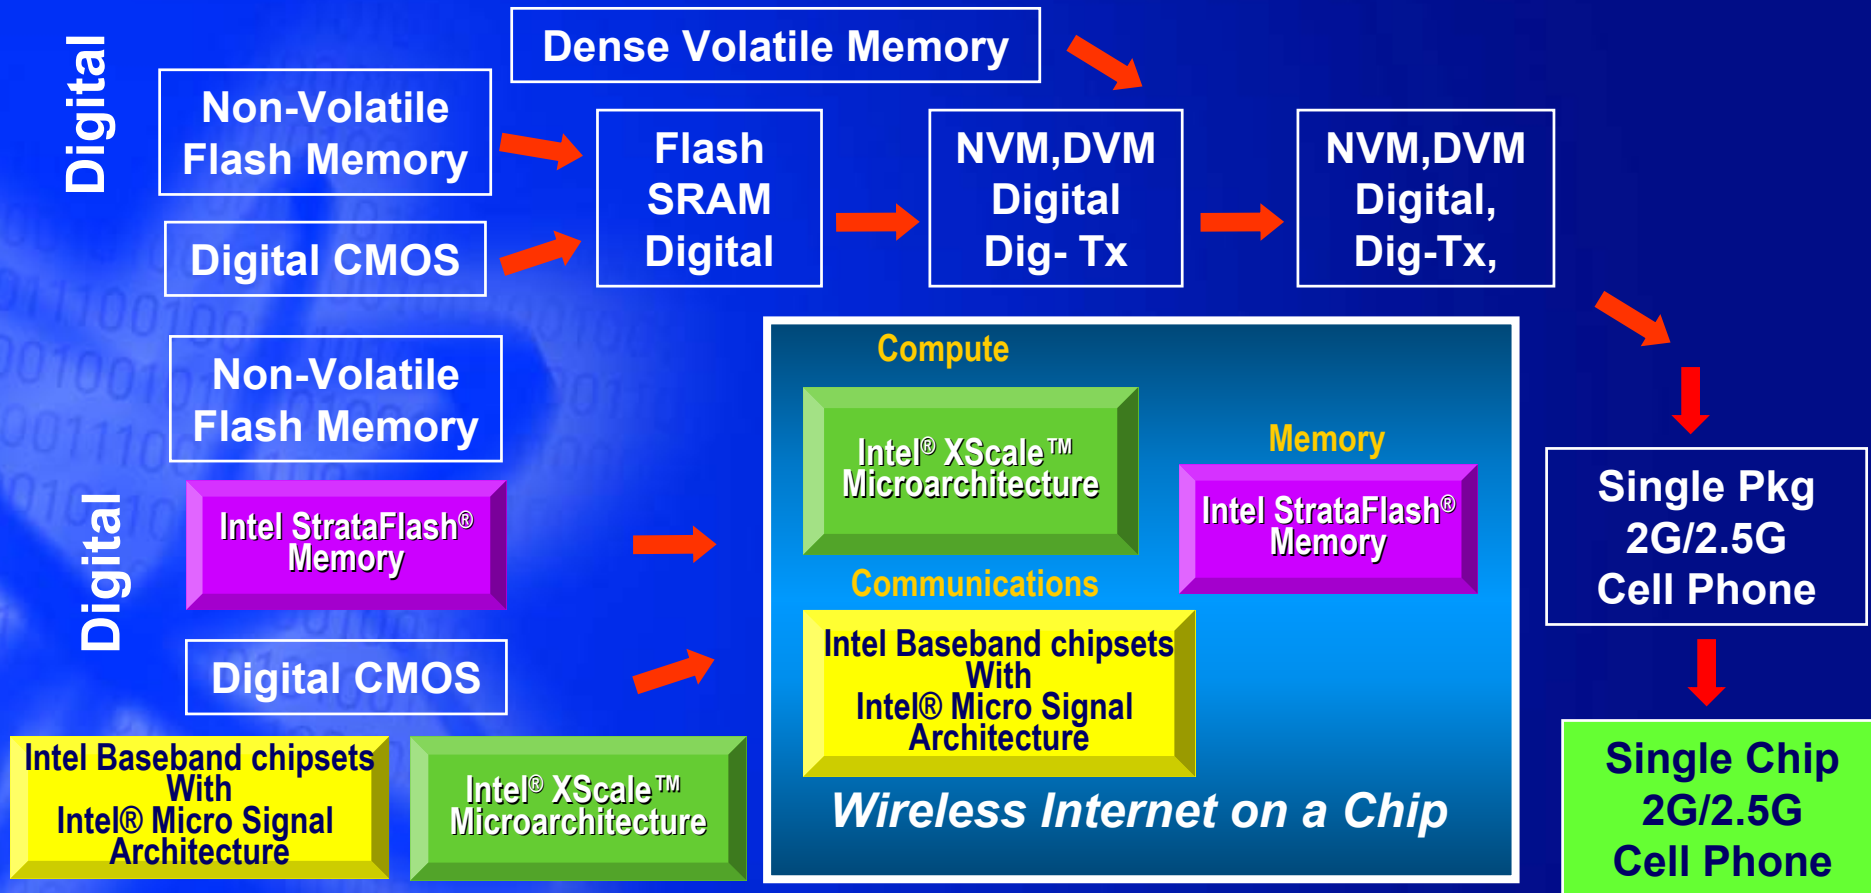 Digital
Dense Volatile Memory
Non-Volatile
Flash Memory
Digital CMOS
Flash
SRAM
Digital
NVM,DVM
Digital
Dig- Tx
NVM,DVM
Digital,
Dig-Tx,
Digital
Non-Volatile
Flash Memory
Intel StrataFlash®
Memory
Digital CMOS
Intel Baseband chipsets
With
Intel® Micro Signal
Architecture
Intel® XScale™
Microarchitecture
Compute
Intel® XScale™
Microarchitecture
Memory
Intel StrataFlash®
Memory
Communications
Intel Baseband chipsets
With
Intel® Micro Signal
Architecture
Wireless Internet on a Chip
Single Pkg
2G/2.5G
Cell Phone
Single Chip
2G/2.5G
Cell Phone